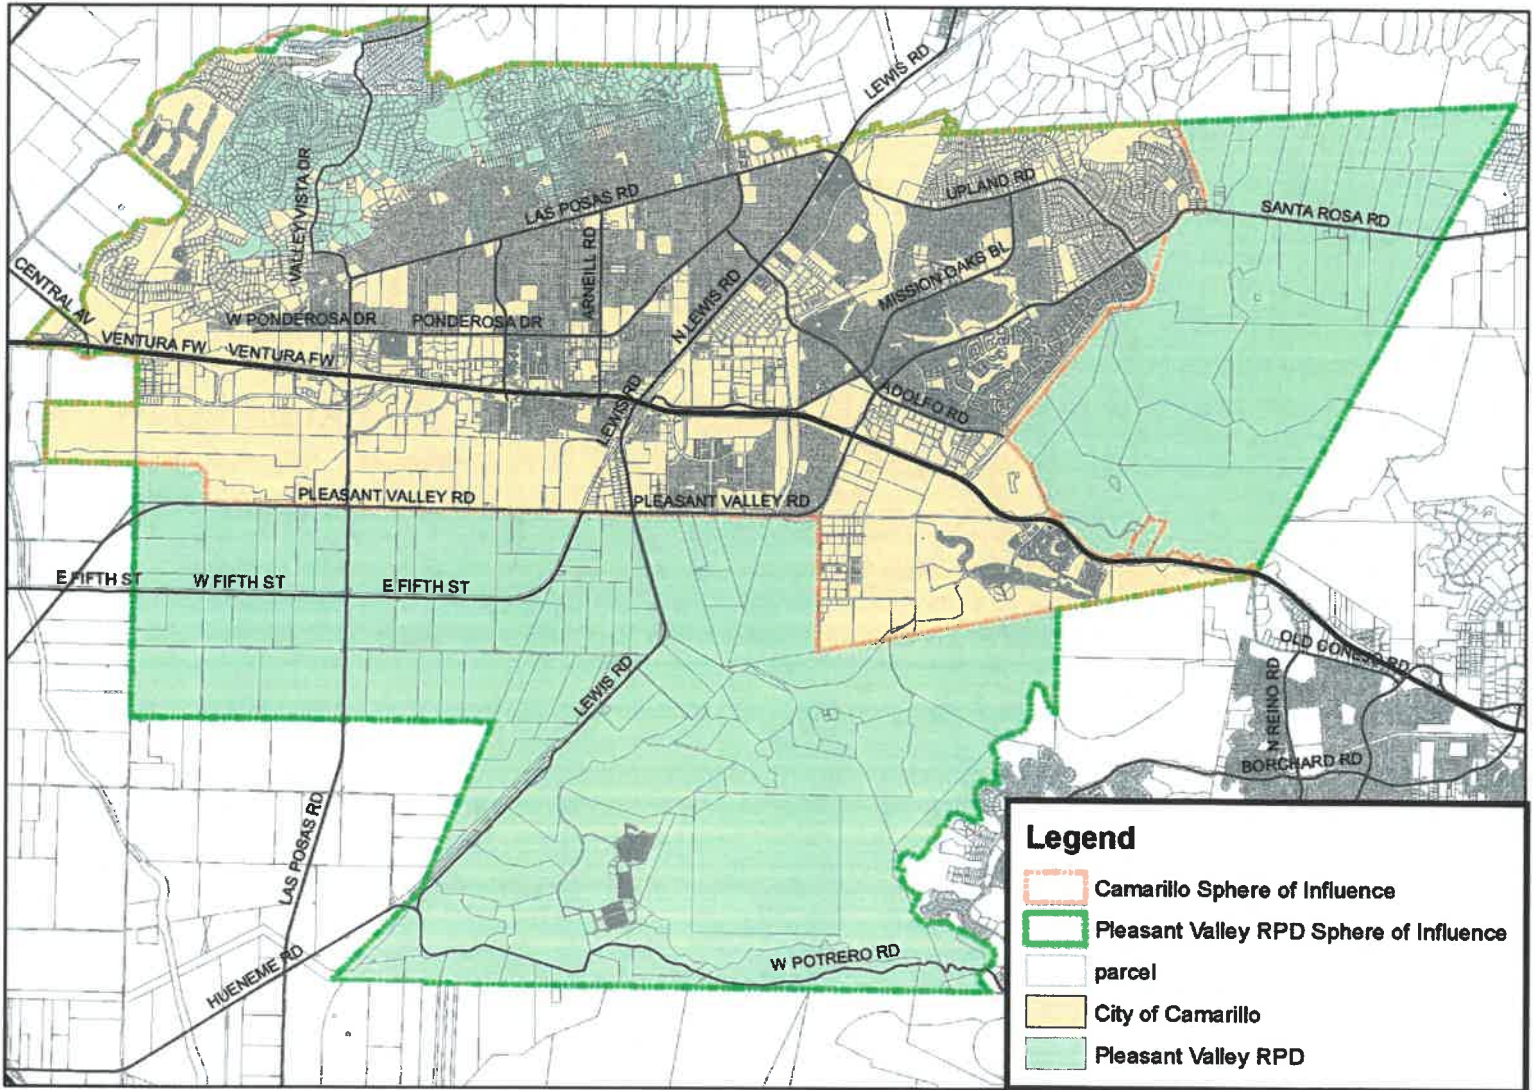 LEWIS RD
VALLEY VISTA DR
LAS POSAS RD
UPLAND RD
SANTA ROSA RD
ARNEILL RD
MISSION OAKS BL
CENTRAL AV
W PONDEROSA DR
PONDEROSA DR
N LEWIS RD
VENTURA FW
VENTURA FW
LEWIS RD
ADOLFO RD
PLEASANT VALLEY RD
PLEASANT VALLEY RD
E FIFTH ST
W FIFTH ST
E FIFTH ST
LEWIS RD
OLD CONEJO RD
N REINO RD
BORCHARD RD
LAS POSAS RD
HUENEME RD
W POTRERO RD
Legend
Camarillo Sphere of Influence
Pleasant Valley RPD Sphere of Influence
parcel
City of Camarillo
Pleasant Valley RPD